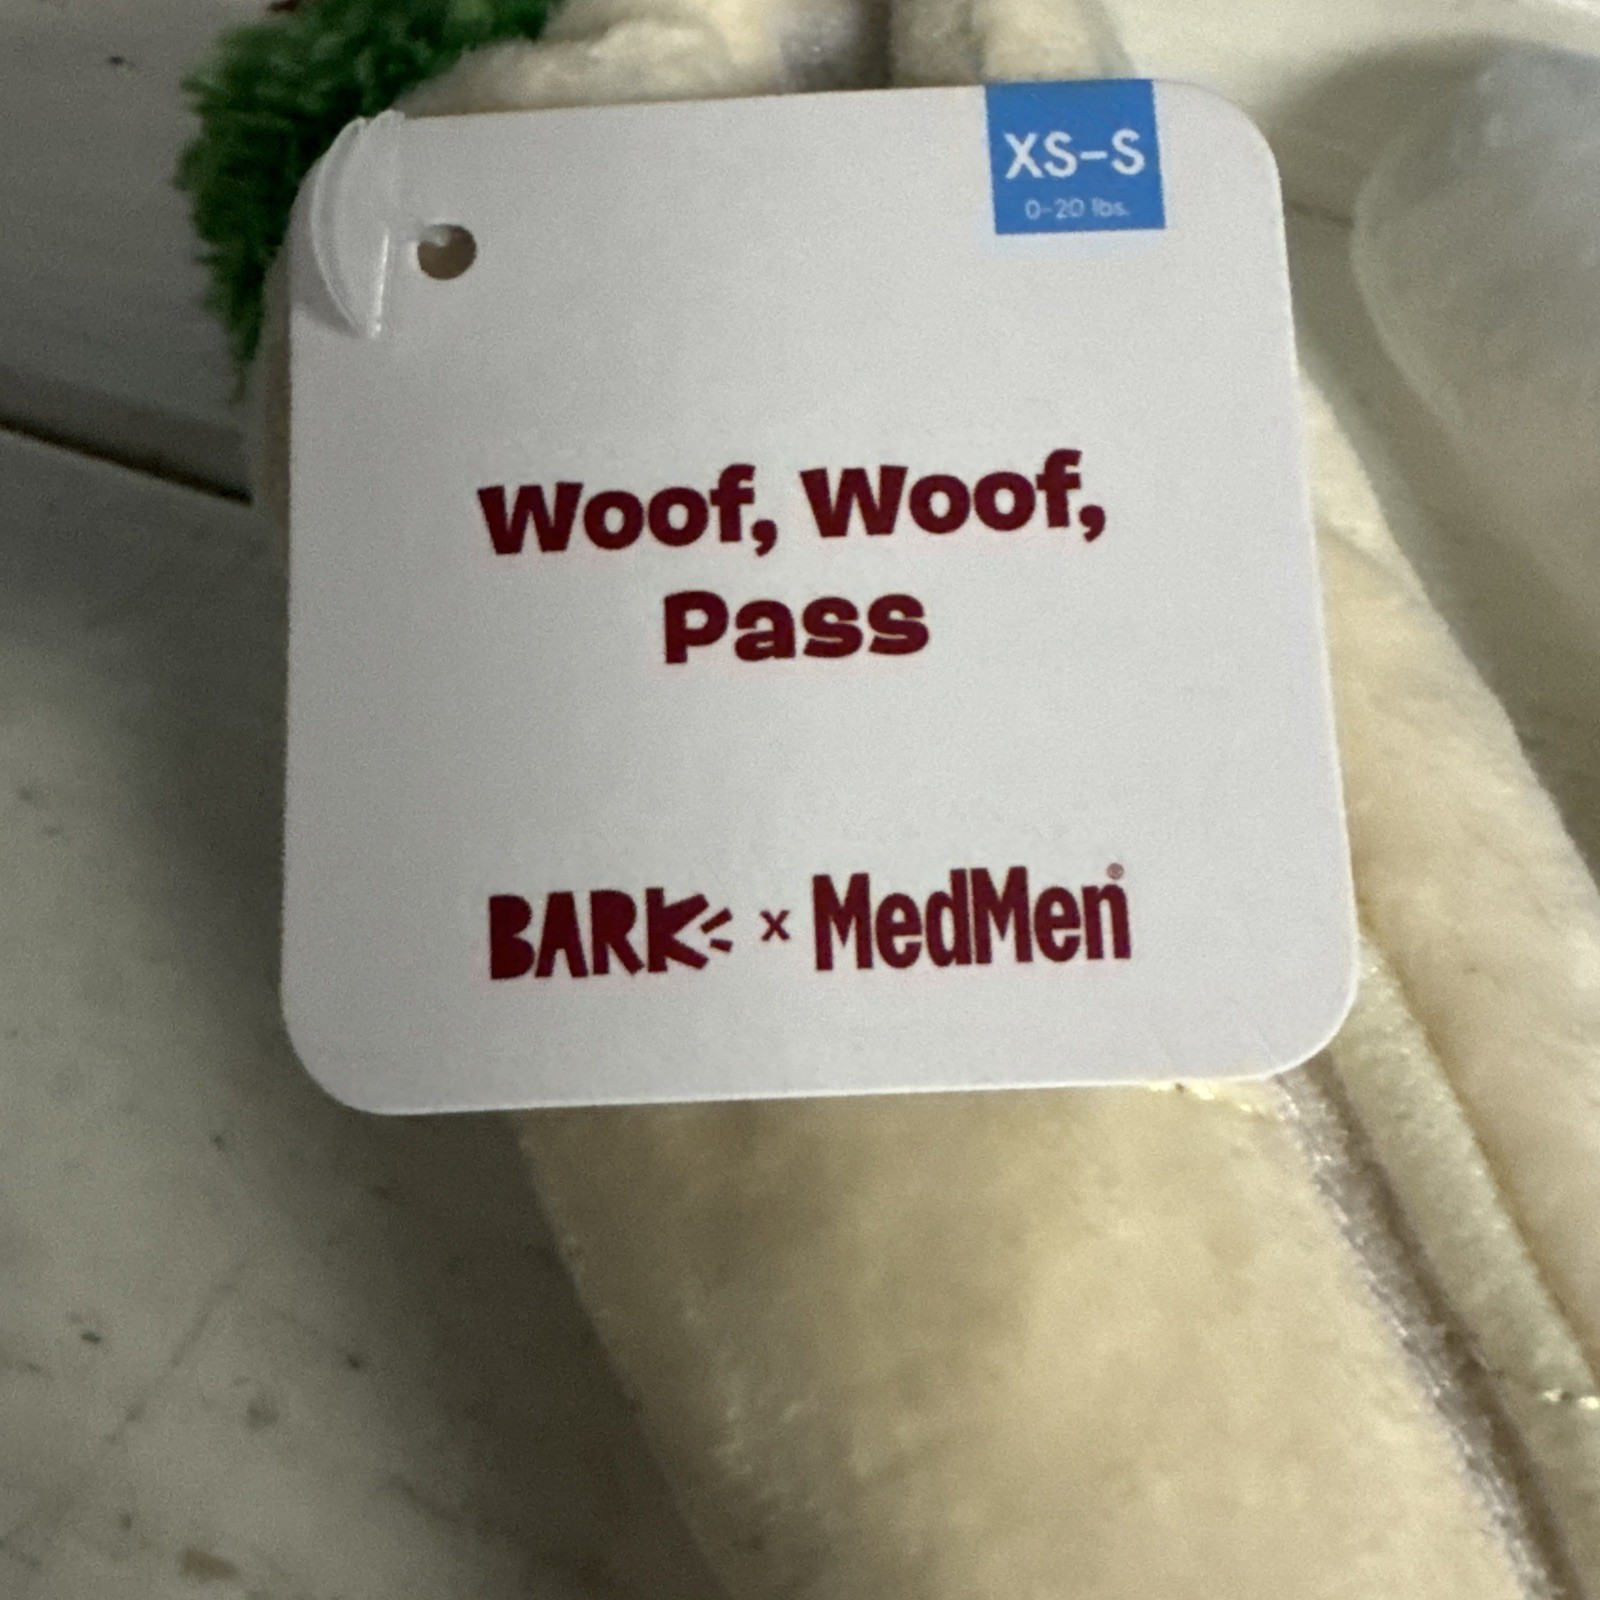 XS-S
0-20 lbs.
Woof, Woof,
Pass
BARK x MedMen®